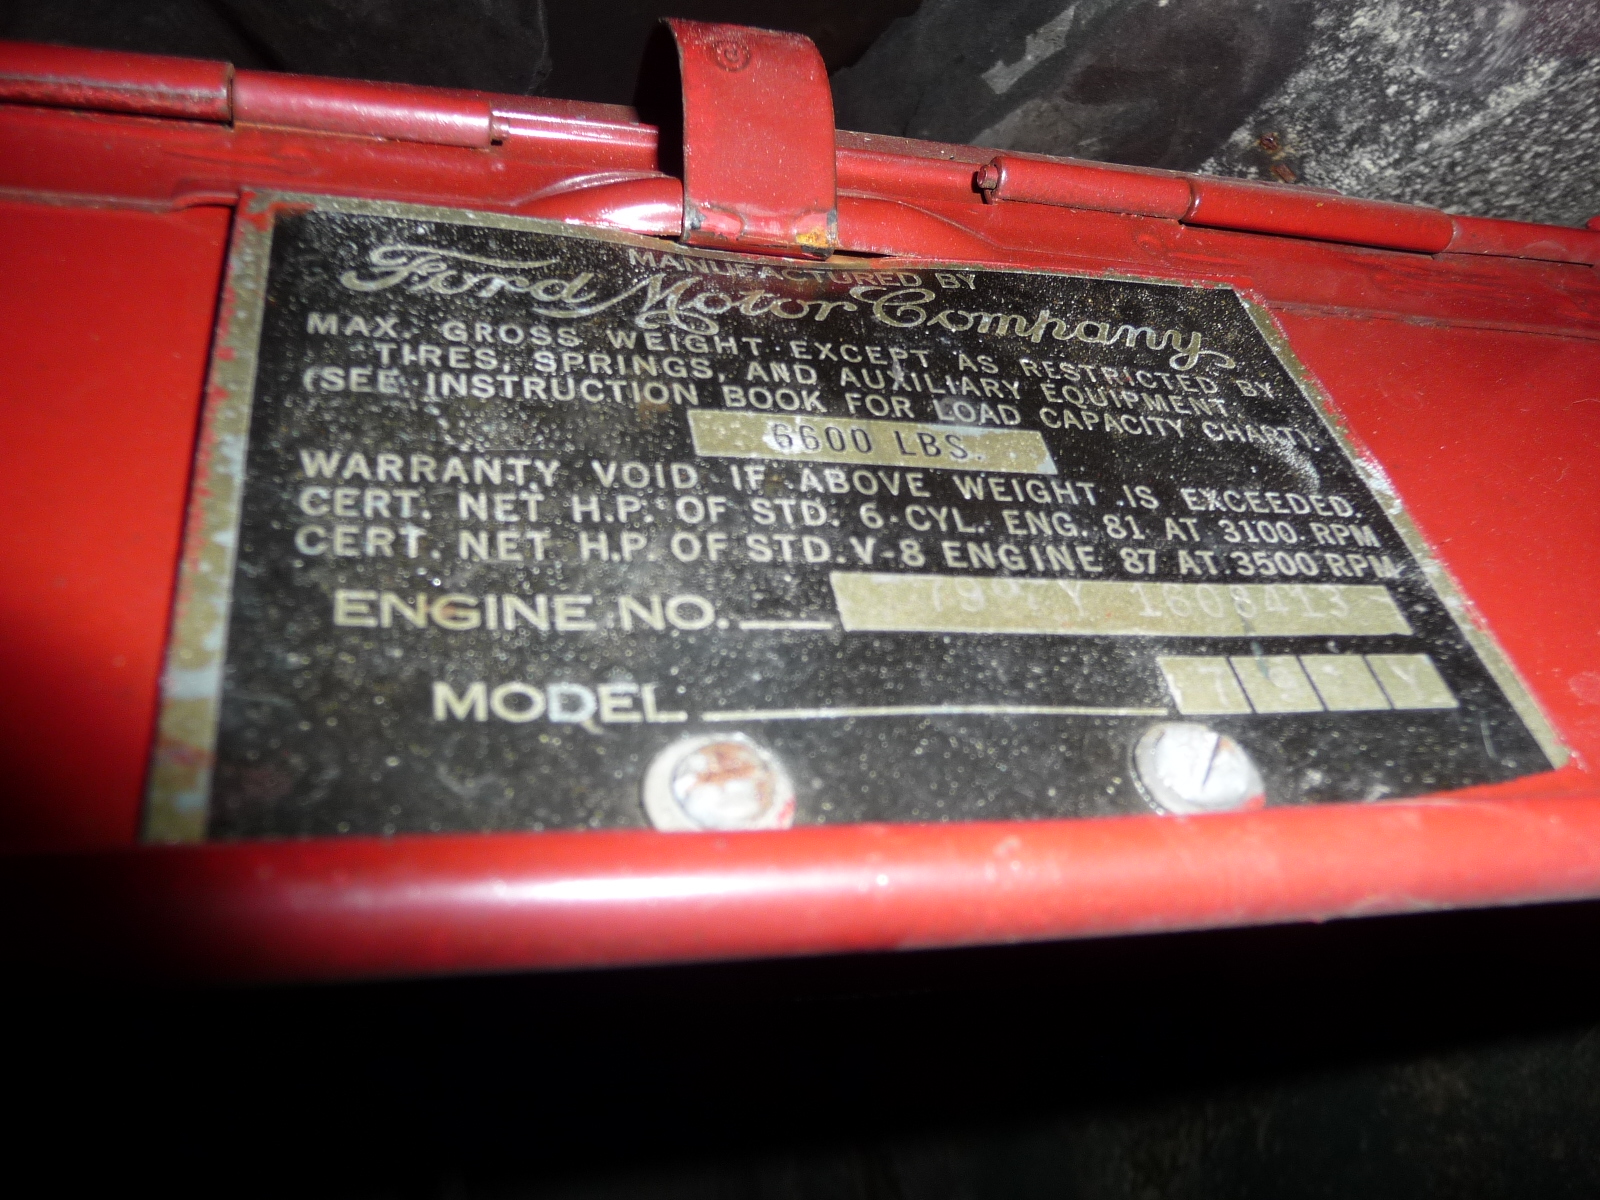 MANUFACTURED BY
Ford Motor Company
MAX. GROSS WEIGHT EXCEPT AS RESTRICTED BY
TIRES, SPRINGS, AND AUXILIARY EQUIPMENT
(SEE INSTRUCTION BOOK FOR LOAD CAPACITY CHART).
6600 LBS.
WARRANTY VOID IF ABOVE WEIGHT IS EXCEEDED.
CERT. NET H.P. OF STD. 6-CYL. ENG. 81 AT 3100 RPM
CERT. NET H.P. OF STD. V-8 ENGINE 87 AT 3500 RPM
ENGINE NO. 1608413
MODEL